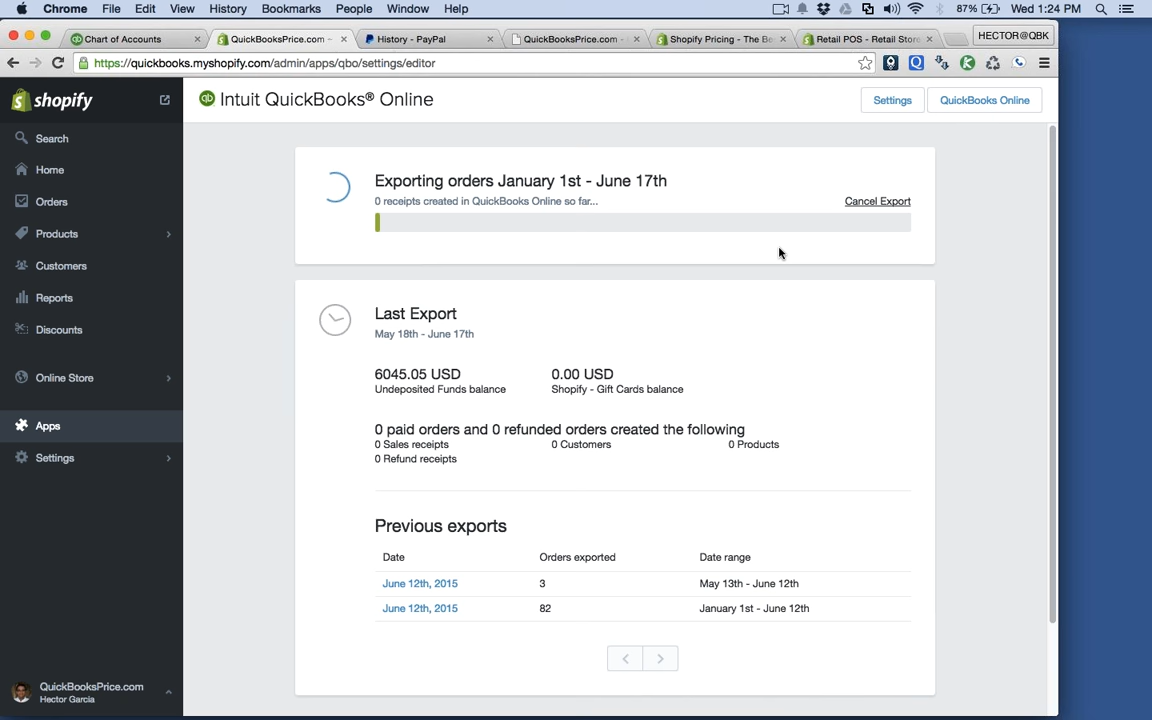 Chrome File Edit View History Bookmarks People Window Help 87% Wed 1:24 PM
Chart of Accounts × QuickBooksPrice.com – × History - PayPal × QuickBooksPrice.com - × Shopify Pricing - The Be × Retail POS - Retail Store × HECTOR@QBK
https://quickbooks.myshopify.com/admin/apps/qbo/settings/editor
shopify
qb Intuit QuickBooks® Online
Settings
QuickBooks Online
Search
Home
Orders
Products
Customers
Reports
Discounts
Online Store
Apps
Settings
QuickBooksPrice.com
Hector Garcia
Exporting orders January 1st - June 17th
0 receipts created in QuickBooks Online so far...
Cancel Export
Last Export
May 18th - June 17th
6045.05 USD 0.00 USD
Undeposited Funds balance Shopify - Gift Cards balance
0 paid orders and 0 refunded orders created the following
0 Sales receipts 0 Customers 0 Products
0 Refund receipts
Previous exports
Date Orders exported Date range
June 12th, 2015 3 May 13th - June 12th
June 12th, 2015 82 January 1st - June 12th